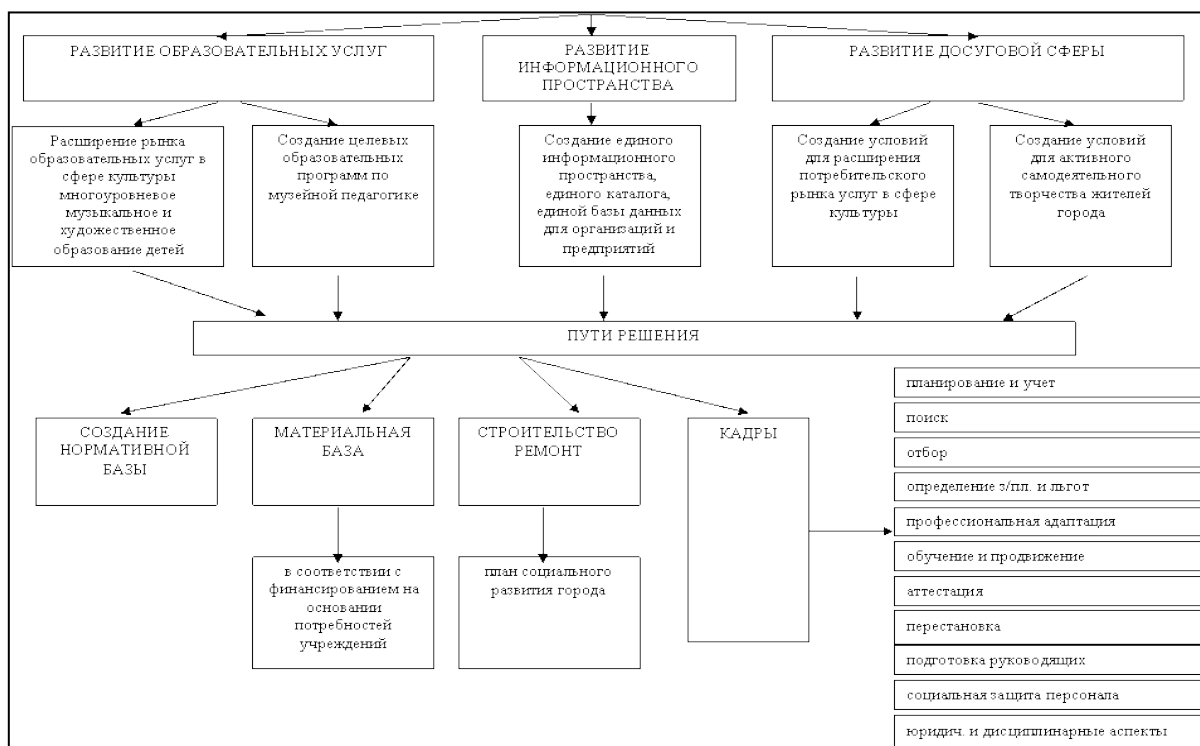 РАЗВИТИЕ ОБРАЗОВАТЕЛЬНЫХ УСЛУГ
РАЗВИТИЕ
ИНФОРМАЦИОННОГО
ПРОСТРАНСТВА
РАЗВИТИЕ ДОСУГОВОЙ СФЕРЫ
Расширение рынка
образовательных услуг в
сфере культуры
многоуровневое
музыкальное и
художественное
образование детей
Создание целевых
образовательных
программ по
музейной педагогике
Создание единого
информационного
пространства,
единого каталога,
единой базы данных
для организаций и
предприятий
Создание условий
для расширения
потребительского
рынка услуг в сфере
культуры
Создание условий
для активного
самодеятельного
творчества жителей
города
ПУТИ РЕШЕНИЯ
СОЗДАНИЕ
НОРМАТИВНОЙ
БАЗЫ
МАТЕРИАЛЬНАЯ
БАЗА
СТРОИТЕЛЬСТВО
РЕМОНТ
КАДРЫ
в соответствии с
финансированием на
основании
потребностей
учреждений
план социального
развития города
планирование и учет
поиск
отбор
определение з/пл. и льгот
профессиональная адаптация
обучение и продвижение
аттестация
перестановка
подготовка руководящих
социальная защита персонала
юридич. и дисциплинарные аспекты